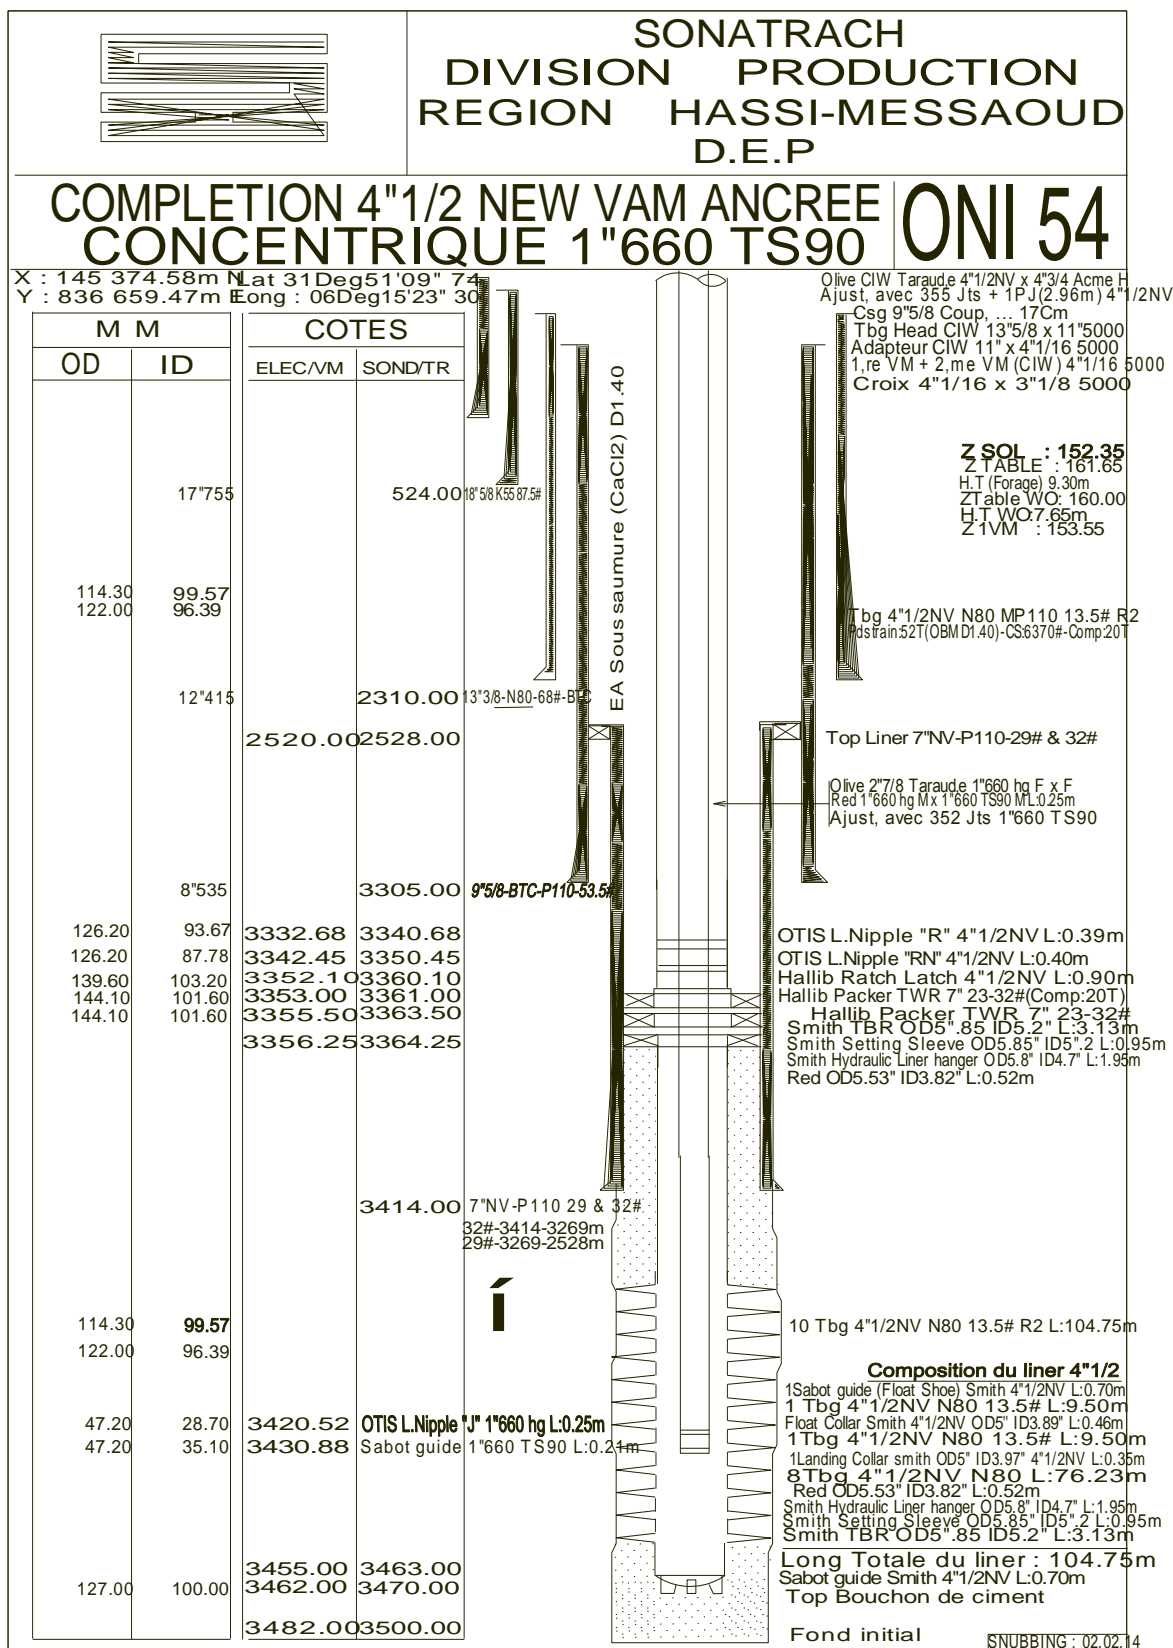 SONATRACH
DIVISION PRODUCTION
REGION HASSI-MESSAOUD
D.E.P
COMPLETION 4"1/2 NEW VAM ANCREE
CONCENTRIQUE 1"660 TS90
ONI 54
X : 145 374.58m N Lat 31Deg51'09" 74
Y : 836 659.47m E Long : 06Deg15'23" 30
M M
COTES
OD ID ELEC/VM SOND/TR
Olive CIW Taraud,e 4"1/2NV x 4"3/4 Acme H
Ajust, avec 355 Jts + 1PJ(2.96m) 4"1/2NV
Csg 9"5/8 Coup, ... 17Cm
Tbg Head CIW 13"5/8 x 11"5000
Adapteur CIW 11" x 4"1/16 5000
1,re VM + 2,me VM (CIW) 4"1/16 5000
Croix 4"1/16 x 3"1/8 5000
EA Sous saumure (CaCl2) D1.40
Z SOL : 152.35
Z TABLE : 161.65
H.T (Forage) 9.30m
ZTable WO: 160.00
H.T WO:7.65m
Z 1VM : 153.55
17"755 524.00 18"5/8 K55 87.5#
114.30 99.57
122.00 96.39
Tbg 4"1/2NV N80 MP110 13.5# R2
Pdstrain:52T(OBM D1.40)-CS:6370#-Comp:20T
12"415 2310.00 13"3/8-N80-68#-BTC
2520.00 2528.00
Top Liner 7"NV-P110-29# & 32#
Olive 2"7/8 Taraud,e 1"660 hg F x F
Red 1"660 hg M x 1"660 TS90 M L:0.25m
Ajust, avec 352 Jts 1"660 TS90
8"535 3305.00 9"5/8-BTC-P110-53.5#
126.20 93.67 3332.68 3340.68 OTIS L.Nipple "R" 4"1/2NV L:0.39m
126.20 87.78 3342.45 3350.45 OTIS L.Nipple "RN" 4"1/2NV L:0.40m
139.60 103.20 3352.10 3360.10 Hallib Ratch Latch 4"1/2NV L:0.90m
144.10 101.60 3353.00 3361.00 Hallib Packer TWR 7" 23-32#(Comp:20T)
144.10 101.60 3355.50 3363.50 Hallib Packer TWR 7" 23-32#
Smith TBR OD5".85 ID5.2" L:3.13m
3356.25 3364.25 Smith Setting Sleeve OD5.85" ID5".2 L:0.95m
Smith Hydraulic Liner hanger OD5.8" ID4.7" L:1.95m
Red OD5.53" ID3.82" L:0.52m
3414.00 7"NV-P110 29 & 32#
32#-3414-3269m
29#-3269-2528m
Í
114.30 99.57 10 Tbg 4"1/2NV N80 13.5# R2 L:104.75m
122.00 96.39
Composition du liner 4"1/2
1Sabot guide (Float Shoe) Smith 4"1/2NV L:0.70m
1 Tbg 4"1/2NV N80 13.5# L:9.50m
47.20 28.70 3420.52 OTIS L.Nipple "J" 1"660 hg L:0.25m
Float Collar Smith 4"1/2NV OD5" ID3.89" L:0.46m
47.20 35.10 3430.88 Sabot guide 1"660 TS90 L:0.21m
1Tbg 4"1/2NV N80 13.5# L:9.50m
1Landing Collar smith OD5" ID3.97" 4"1/2NV L:0.35m
8Tbg 4"1/2NV N80 L:76.23m
Red OD5.53" ID3.82" L:0.52m
Smith Hydraulic Liner hanger OD5.8" ID4.7" L:1.95m
Smith Setting Sleeve OD5.85" ID5".2 L:0.95m
Smith TBR OD5".85 ID5.2" L:3.13m
Long Totale du liner : 104.75m
3455.00 3463.00 Sabot guide Smith 4"1/2NV L:0.70m
127.00 100.00 3462.00 3470.00 Top Bouchon de ciment
3482.00 3500.00 Fond initial
SNUBBING : 02.02.14